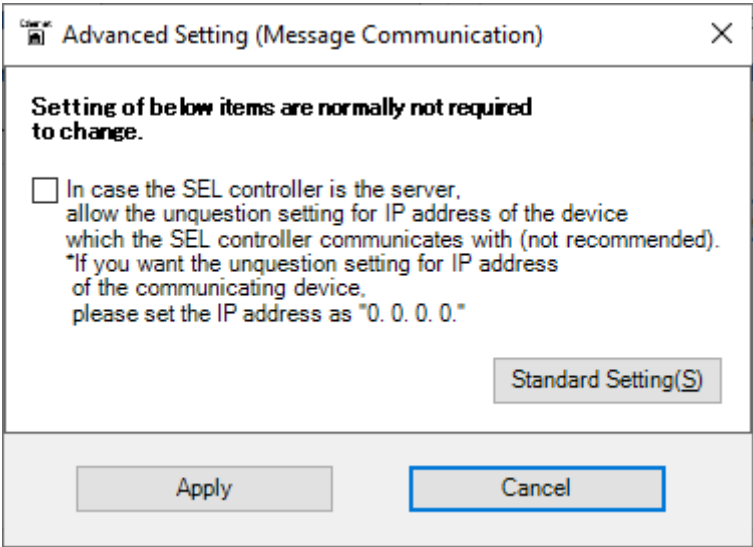 Advanced Setting (Message Communication)
Setting of below items are normally not required
to change.
In case the SEL controller is the server,
allow the unquestion setting for IP address of the device
which the SEL controller communicates with (not recommended).
*If you want the unquestion setting for IP address
of the communicating device,
please set the IP address as "0. 0. 0. 0."
Standard Setting(S)
Apply
Cancel